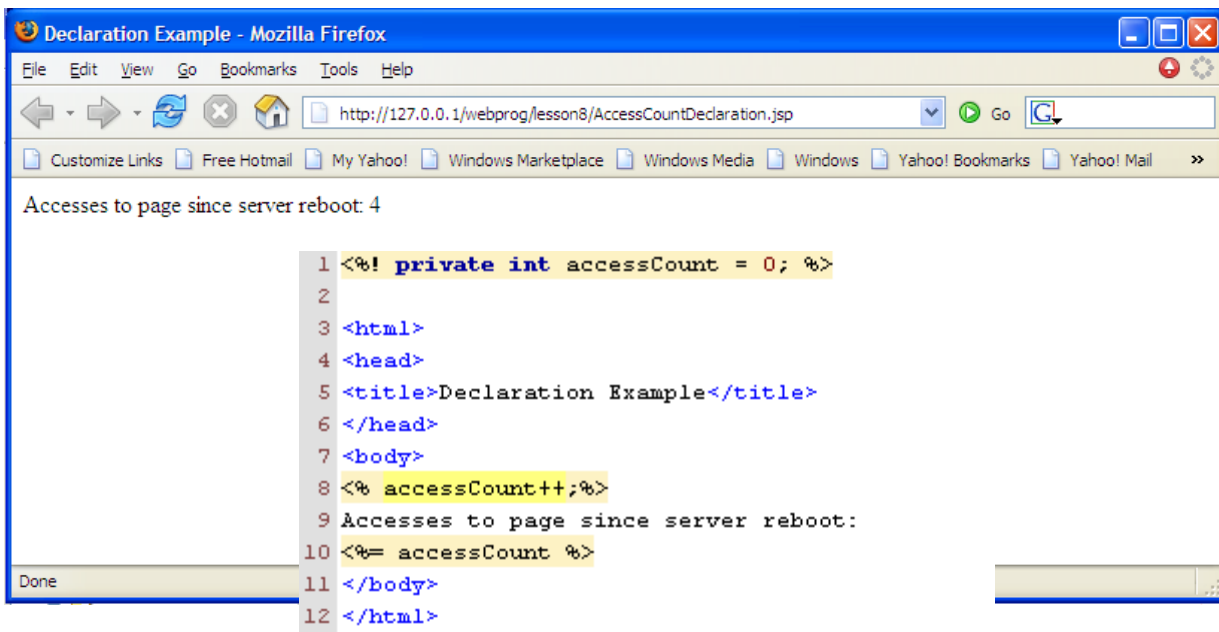 Declaration Example - Mozilla Firefox
File Edit View Go Bookmarks Tools Help
http://127.0.0.1/webprog/lesson8/AccessCountDeclaration.jsp Go G
Customize Links Free Hotmail My Yahoo! Windows Marketplace Windows Media Windows Yahoo! Bookmarks Yahoo! Mail »
Accesses to page since server reboot: 4
1 <%! private int accessCount = 0; %>
2
3 <html>
4 <head>
5 <title>Declaration Example</title>
6 </head>
7 <body>
8 <% accessCount++;%>
9 Accesses to page since server reboot:
10 <%= accessCount %>
11 </body>
12 </html>
Done